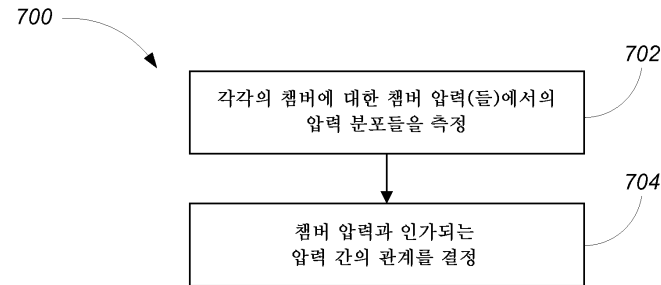 700
702
각각의 챔버에 대한 챔버 압력(들)에서의
압력 분포들을 측정
704
챔버 압력과 인가되는
압력 간의 관계를 결정